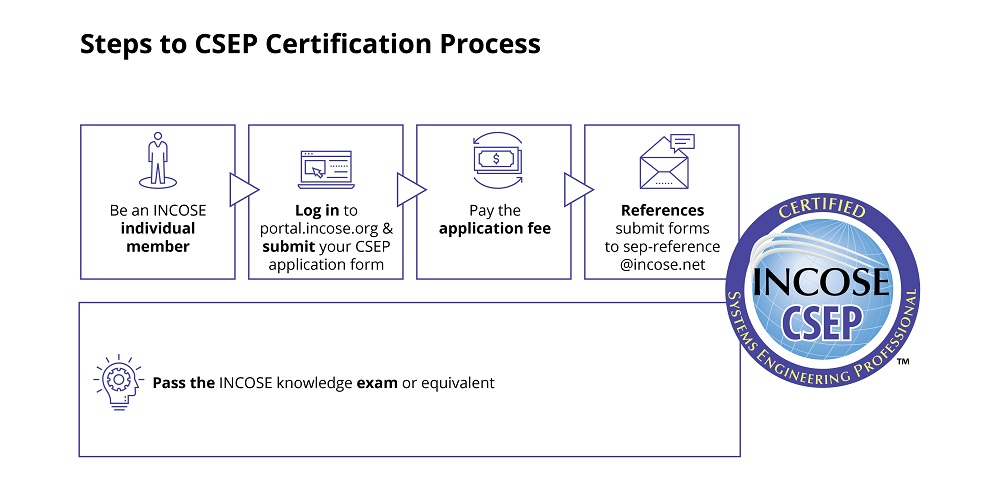 Steps to CSEP Certification Process
Be an INCOSE
individual
member
Log in to
portal.incose.org &
submit your CSEP
application form
$
Pay the
application fee
References
submit forms
to sep-reference
@incose.net
CERTIFIED
INCOSE
CSEP
SYSTEMS ENGINEERING PROFESSIONAL
™
Pass the INCOSE knowledge exam or equivalent